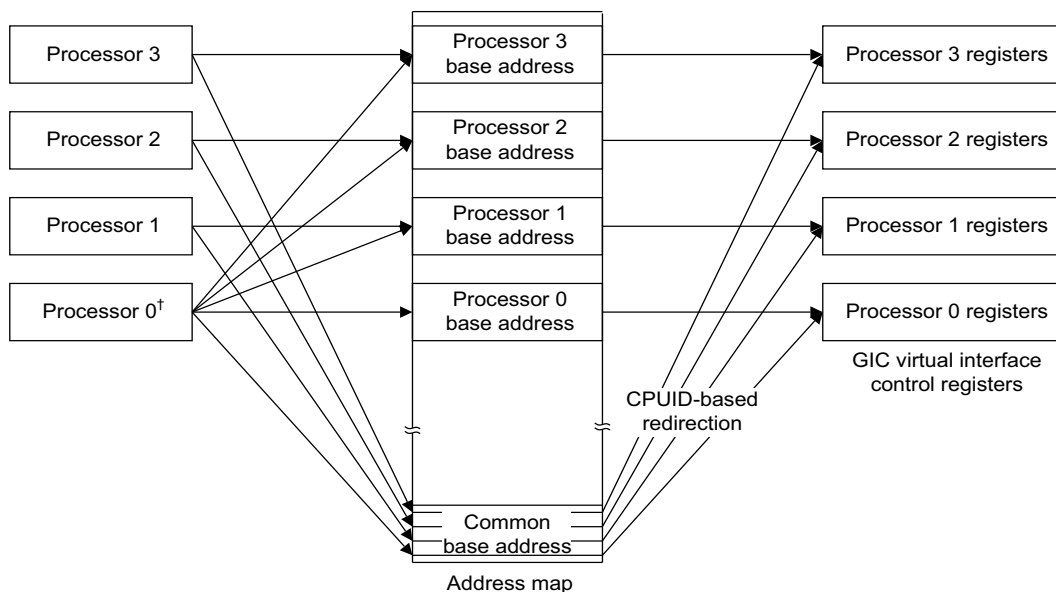 Processor 3
Processor 3
base address
Processor 3 registers
Processor 2
Processor 2
base address
Processor 2 registers
Processor 1
Processor 1
base address
Processor 1 registers
Processor 0†
Processor 0
base address
Processor 0 registers
GIC virtual interface
control registers
CPUID-based
redirection
Common
base address
Address map